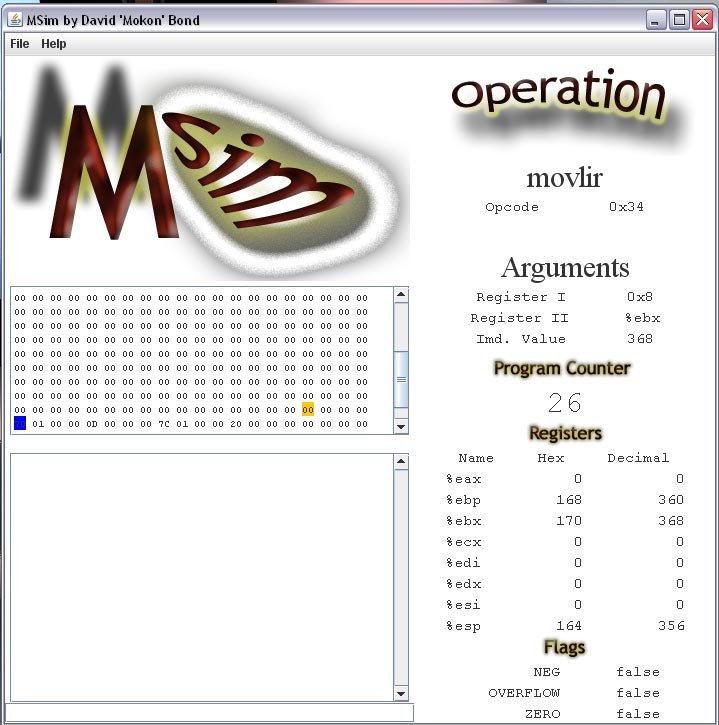 MSim by David 'Mokon' Bond
File Help
Msim
operation
movlir
Opcode 0x34
Arguments
Register I 0x8
Register II %ebx
Imd. Value 368
Program Counter
26
Registers
Name Hex Decimal
%eax 0 0
%ebp 168 360
%ebx 170 368
%ecx 0 0
%edi 0 0
%edx 0 0
%esi 0 0
%esp 164 356
Flags
NEG false
OVERFLOW false
ZERO false
00 00 00 00 00 00 00 00 00 00 00 00 00 00 00 00 00 00 00 00
00 00 00 00 00 00 00 00 00 00 00 00 00 00 00 00 00 00 00 00
00 00 00 00 00 00 00 00 00 00 00 00 00 00 00 00 00 00 00 00
00 00 00 00 00 00 00 00 00 00 00 00 00 00 00 00 00 00 00 00
00 00 00 00 00 00 00 00 00 00 00 00 00 00 00 00 00 00 00 00
00 00 00 00 00 00 00 00 00 00 00 00 00 00 00 00 00 00 00 00
00 00 00 00 00 00 00 00 00 00 00 00 00 00 00 00 00 00 00 00
00 00 00 00 00 00 00 00 00 00 00 00 00 00 00 00 00 00 00 00
00 00 00 00 00 00 00 00 00 00 00 00 00 00 00 00 00 00 00 00
01 00 00 0D 00 00 00 7C 01 00 00 20 00 00 00 00 00 00 00